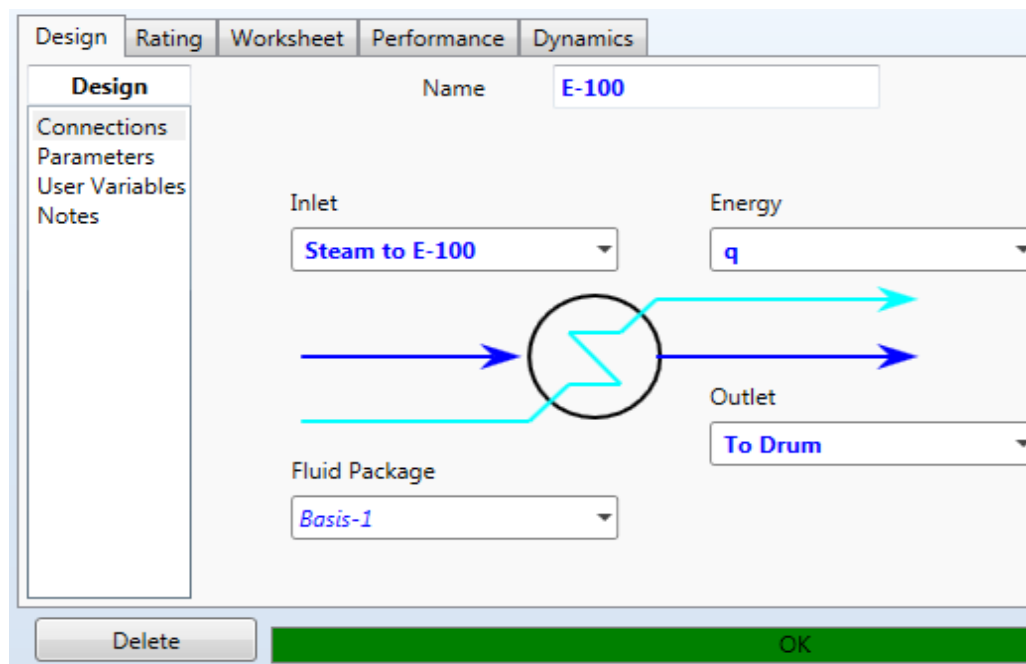 Design Rating Worksheet Performance Dynamics
Design
Connections
Parameters
User Variables
Notes
Name E-100
Inlet
Steam to E-100
Energy
q
Outlet
To Drum
Fluid Package
Basis-1
Delete OK